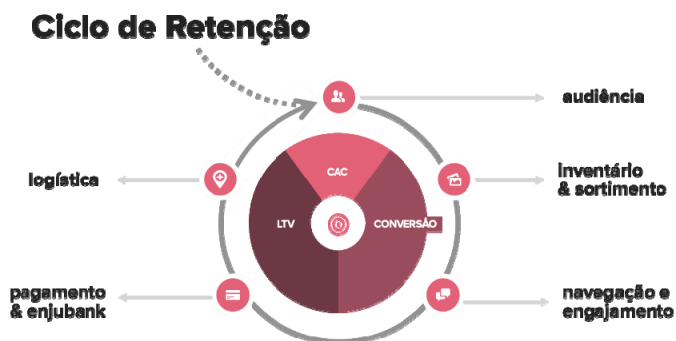 Ciclo de Retenção
audiência
logística
inventário
& sortimento
CAC
LTV
CONVERSÃO
pagamento
& enjubank
navegação e
engajamento